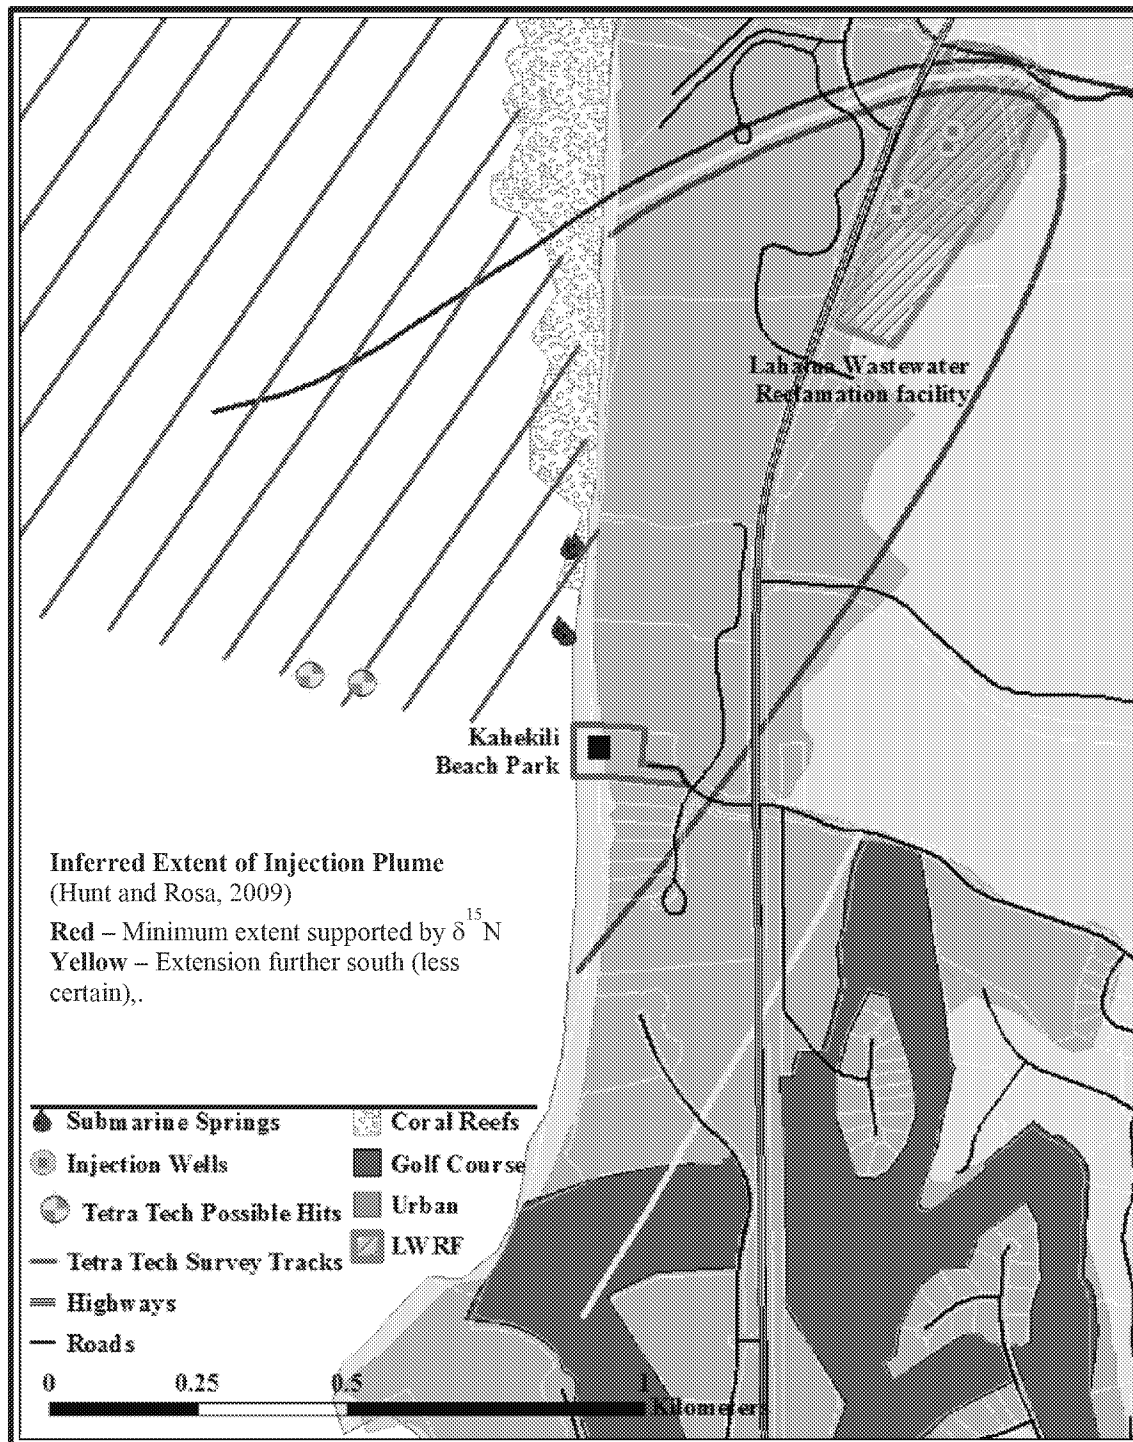 Lahaina Wastewater
Reclamation facility
Kahekili
Beach Park
Inferred Extent of Injection Plume
(Hunt and Rosa, 2009)
Red – Minimum extent supported by δ¹⁵N
Yellow – Extension further south (less
certain),.
Submarine Springs
Injection Wells
Tetra Tech Possible Hits
Tetra Tech Survey Tracks
Highways
Roads
Coral Reefs
Golf Course
Urban
LWRF
0 0.25 0.5 1
Kilometers